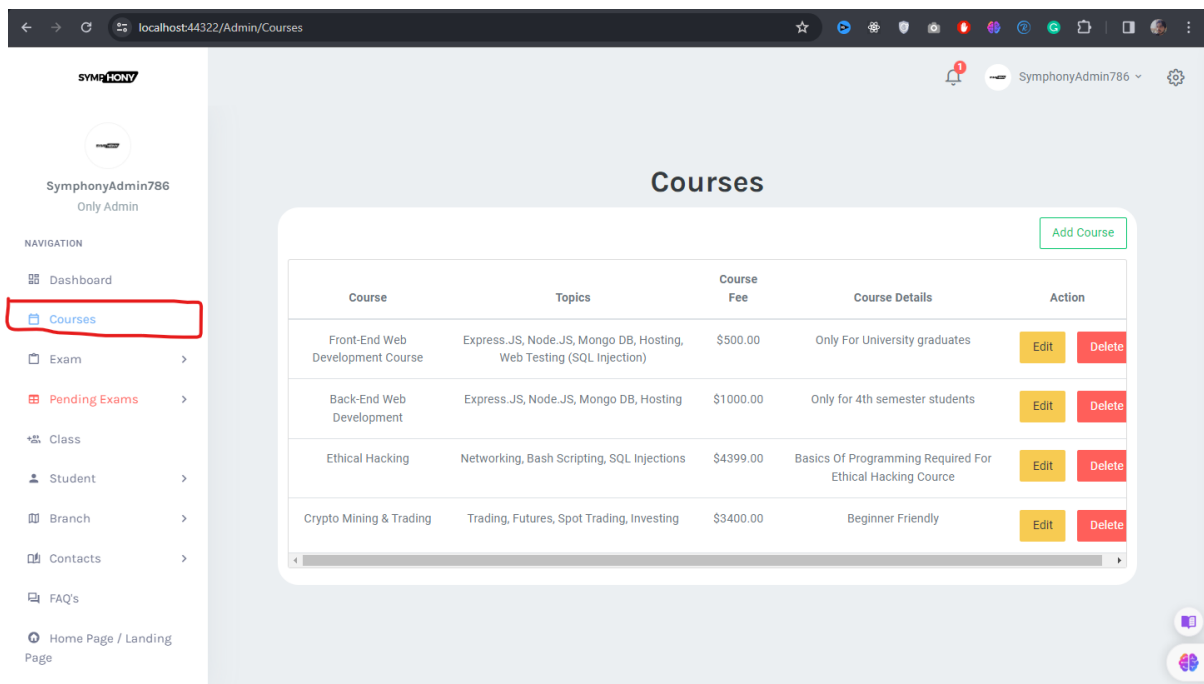 localhost:44322/Admin/Courses
SYMPHONY
1
SymphonyAdmin786
SymphonyAdmin786
Only Admin
NAVIGATION
Dashboard
Courses
Exam
Pending Exams
Class
Student
Branch
Contacts
FAQ's
Home Page / Landing
Page
Courses
Add Course
Course
Topics
Course
Fee
Course Details
Action
Front-End Web
Development Course
Express.JS, Node.JS, Mongo DB, Hosting,
Web Testing (SQL Injection)
$500.00
Only For University graduates
Edit
Delete
Back-End Web
Development
Express.JS, Node.JS, Mongo DB, Hosting
$1000.00
Only for 4th semester students
Edit
Delete
Ethical Hacking
Networking, Bash Scripting, SQL Injections
$4399.00
Basics Of Programming Required For
Ethical Hacking Cource
Edit
Delete
Crypto Mining & Trading
Trading, Futures, Spot Trading, Investing
$3400.00
Beginner Friendly
Edit
Delete